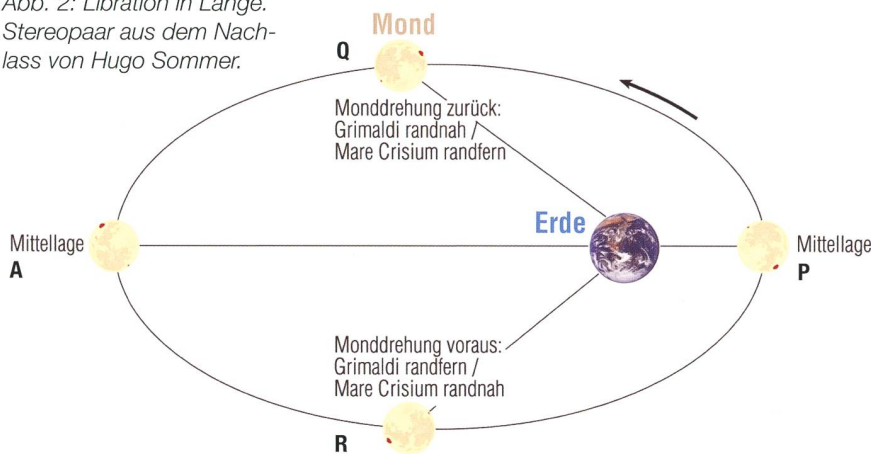 Abb. 2: Libration in Länge.
Stereopaar aus dem Nach-
lass von Hugo Sommer.
Mond
Q
Monddrehung zurück:
Grimaldi randnah /
Mare Crisium randfern
Erde
Mittellage
A
Mittellage
P
Monddrehung voraus:
Grimaldi randfern /
Mare Crisium randnah
R